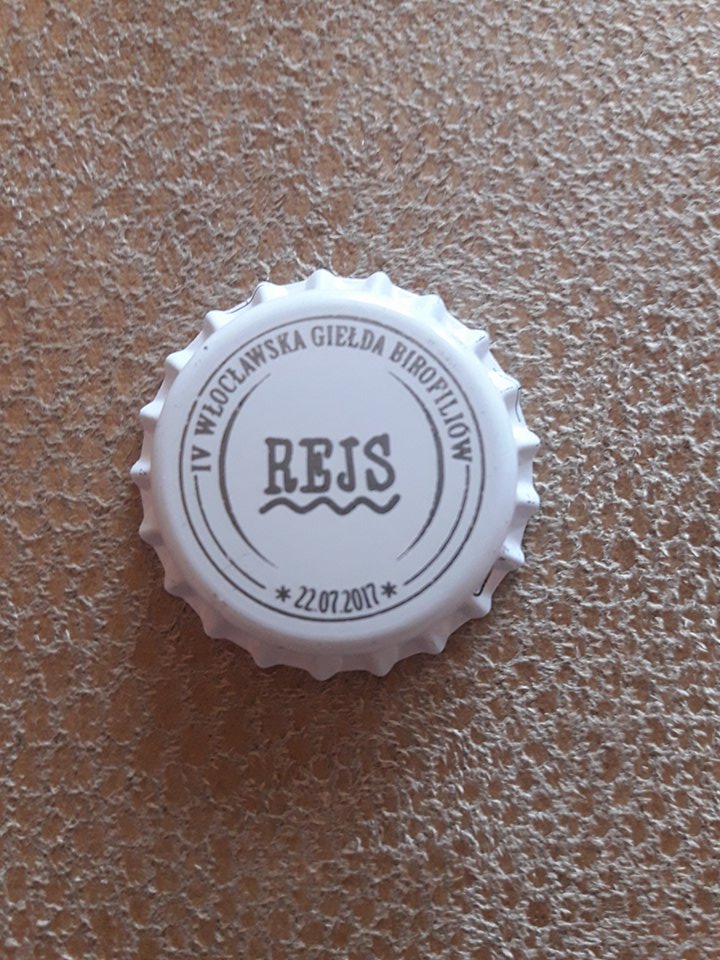 IV WŁOCŁAWSKA GIEŁDA BIROFILIÓW
REJS
*22.07.2017*